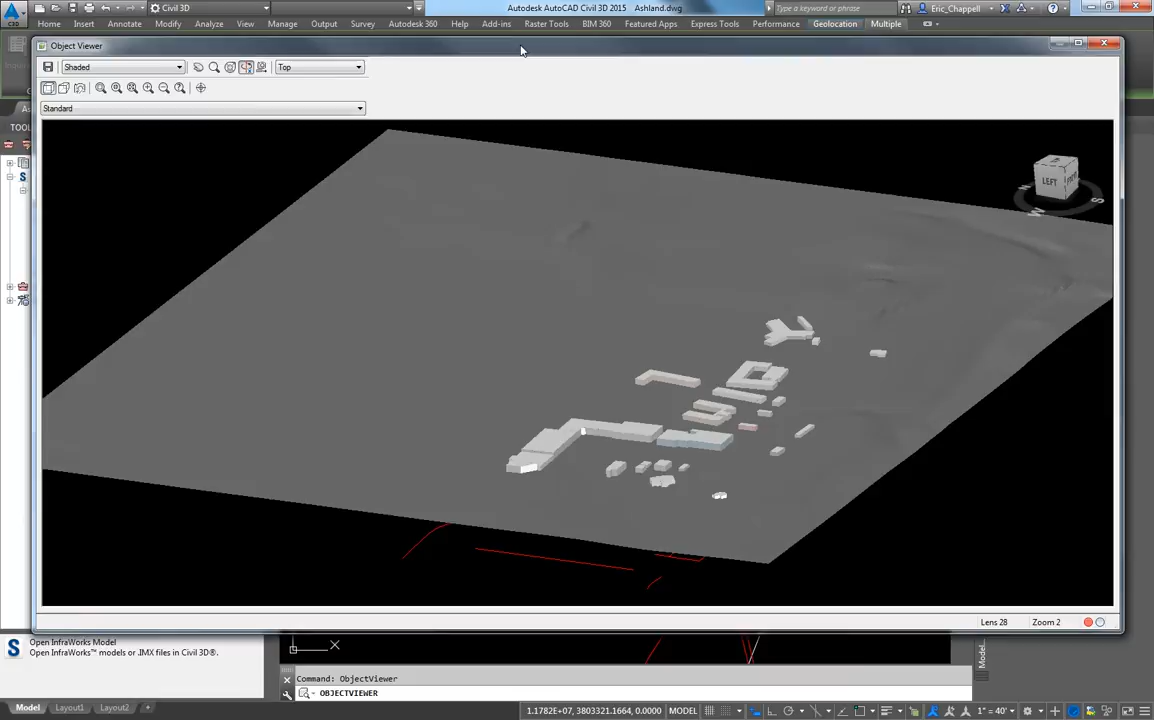 Civil 3D
Autodesk AutoCAD Civil 3D 2015 Ashland.dwg
Type a keyword or phrase
Eric_Chappell
Home Insert Annotate Modify Analyze View Manage Output Survey Autodesk 360 Help Add-ins Raster Tools BIM 360 Featured Apps Express Tools Performance Geolocation Multiple
Object Viewer
Shaded
Top
Standard
TOO
LEFT
FRONT
W
S
Lens 28
Zoom 2
Open InfraWorks Model
Open InfraWorks™ models or .IMX files in Civil 3D®.
Model...
Command: ObjectViewer
OBJECTVIEWER
Model Layout1 Layout2 +
1.1782E+07, 3803321.1664, 0.0000 MODEL
1" = 40'